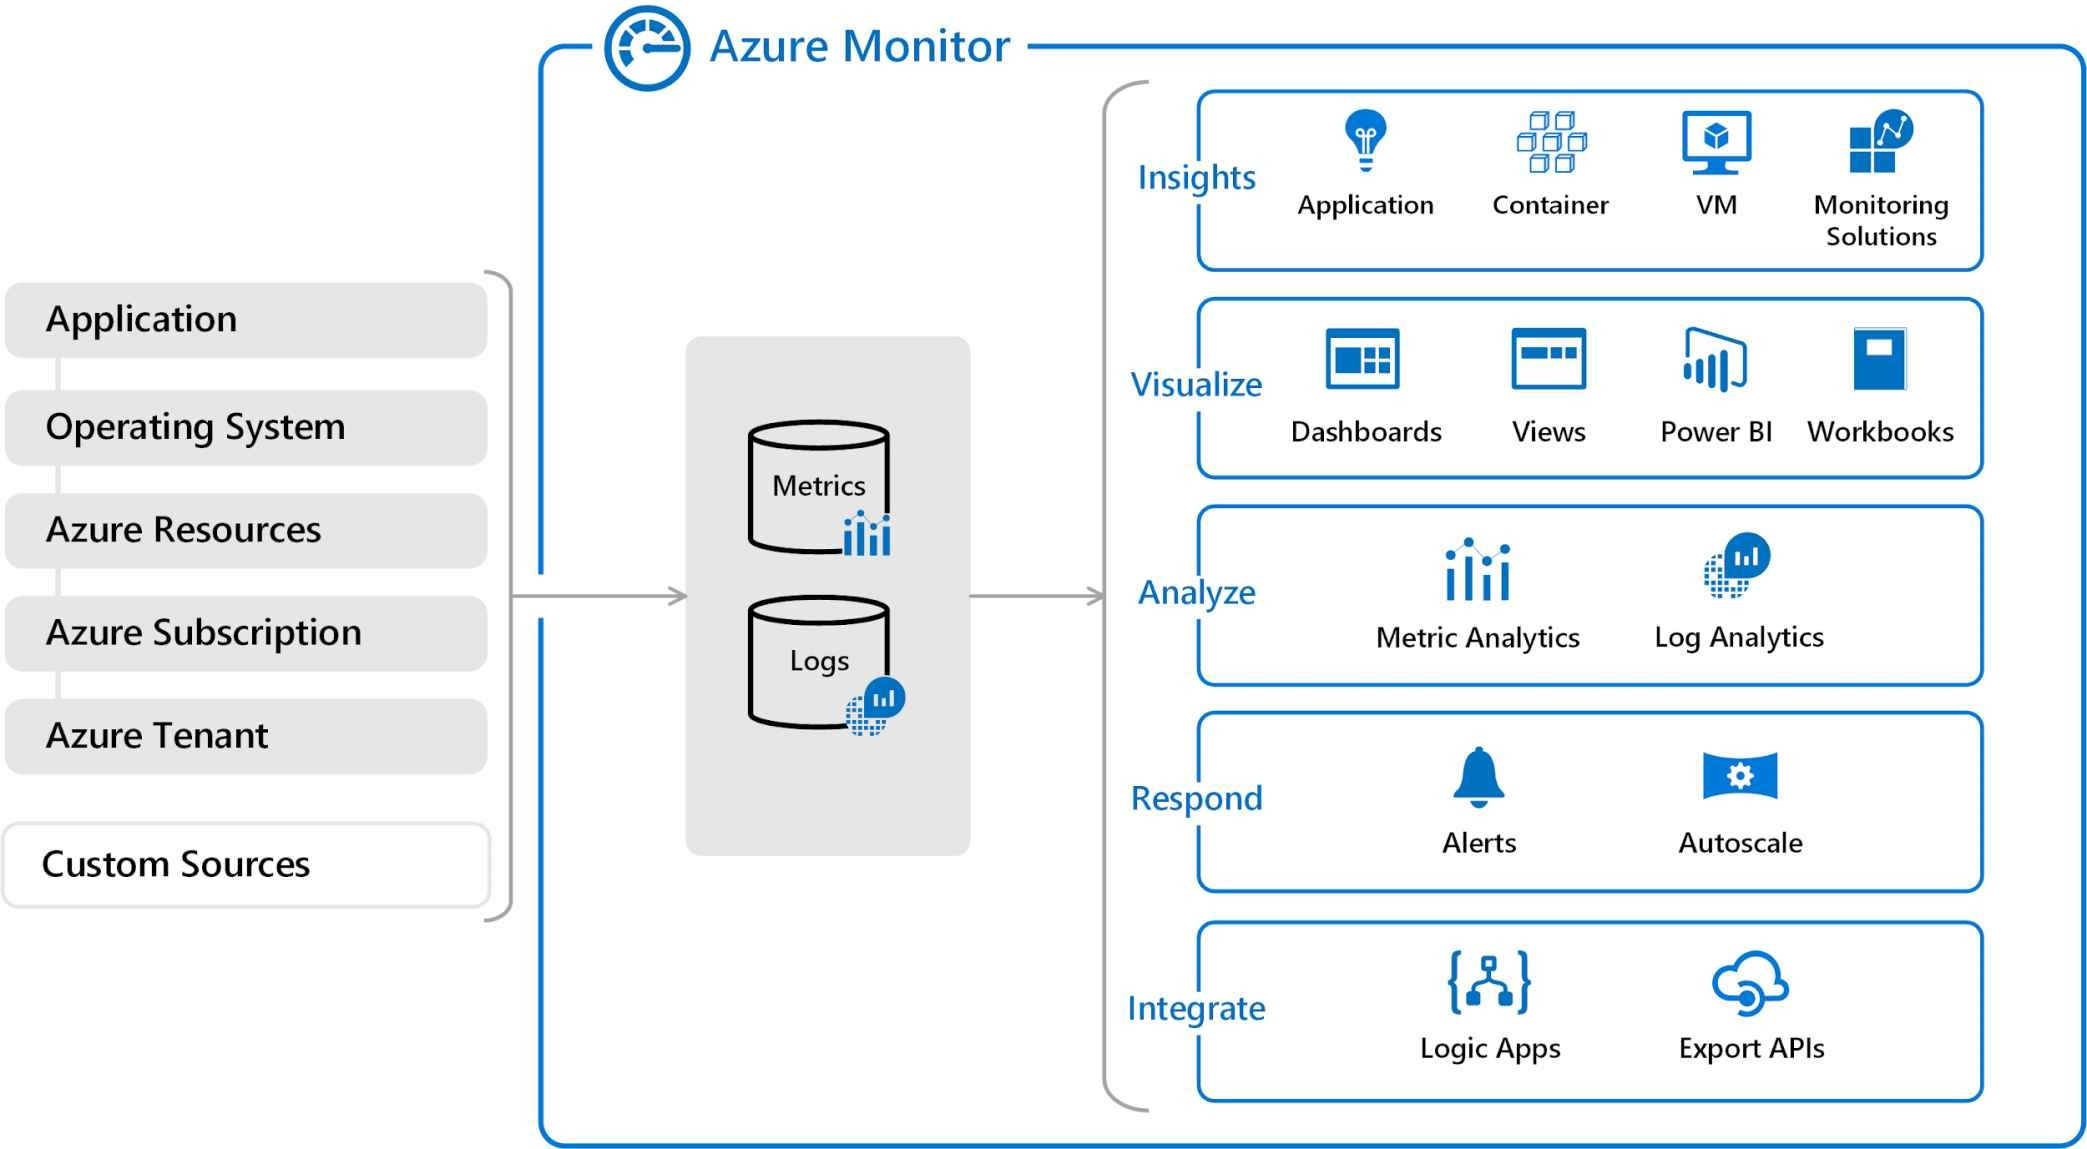 Azure Monitor
Application
Operating System
Azure Resources
Azure Subscription
Azure Tenant
Custom Sources
Metrics
Logs
Insights
Application
Container
VM
Monitoring
Solutions
Visualize
Dashboards
Views
Power BI
Workbooks
Analyze
Metric Analytics
Log Analytics
Respond
Alerts
Autoscale
Integrate
Logic Apps
Export APIs